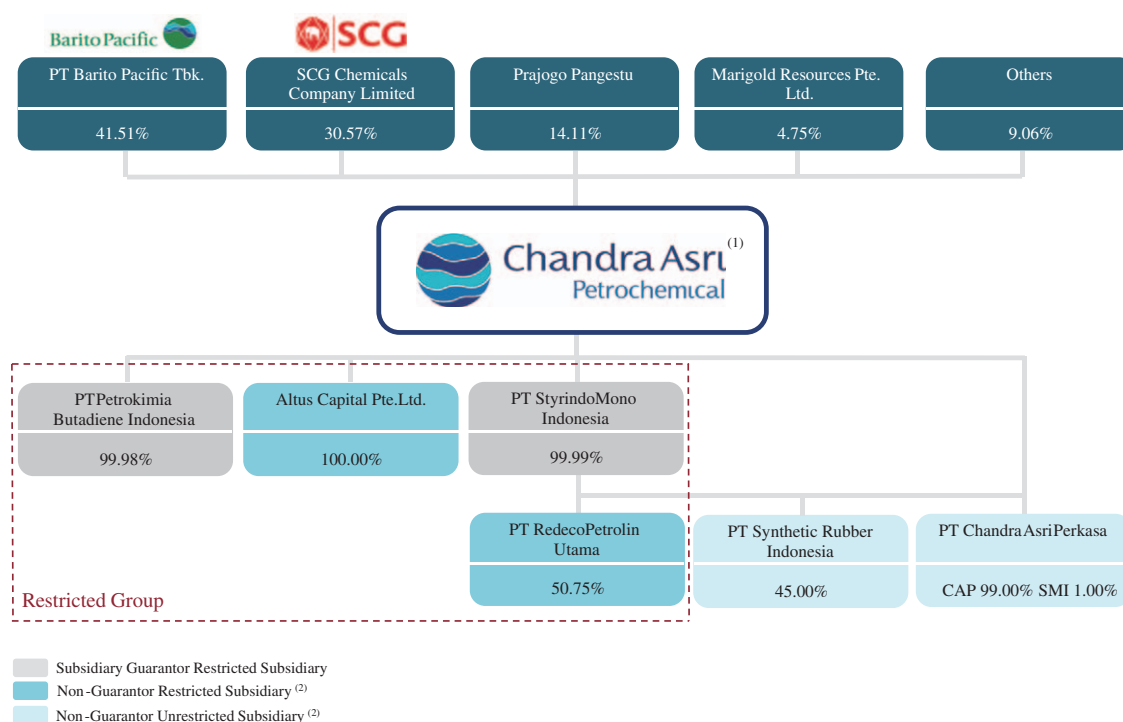 Barito Pacific
SCG
PT Barito Pacific Tbk.
41.51%
SCG Chemicals
Company Limited
30.57%
Prajogo Pangestu
14.11%
Marigold Resources Pte.
Ltd.
4.75%
Others
9.06%
Chandra Asri (1)
Petrochemical
PTPetrokimia
Butadiene Indonesia
99.98%
Altus Capital Pte.Ltd.
100.00%
PT StyrindoMono
Indonesia
99.99%
PT RedecoPetrolin
Utama
50.75%
PT Synthetic Rubber
Indonesia
45.00%
PT ChandraAsriPerkasa
CAP 99.00% SMI 1.00%
Restricted Group
Subsidiary Guarantor Restricted Subsidiary
Non-Guarantor Restricted Subsidiary (2)
Non-Guarantor Unrestricted Subsidiary (2)